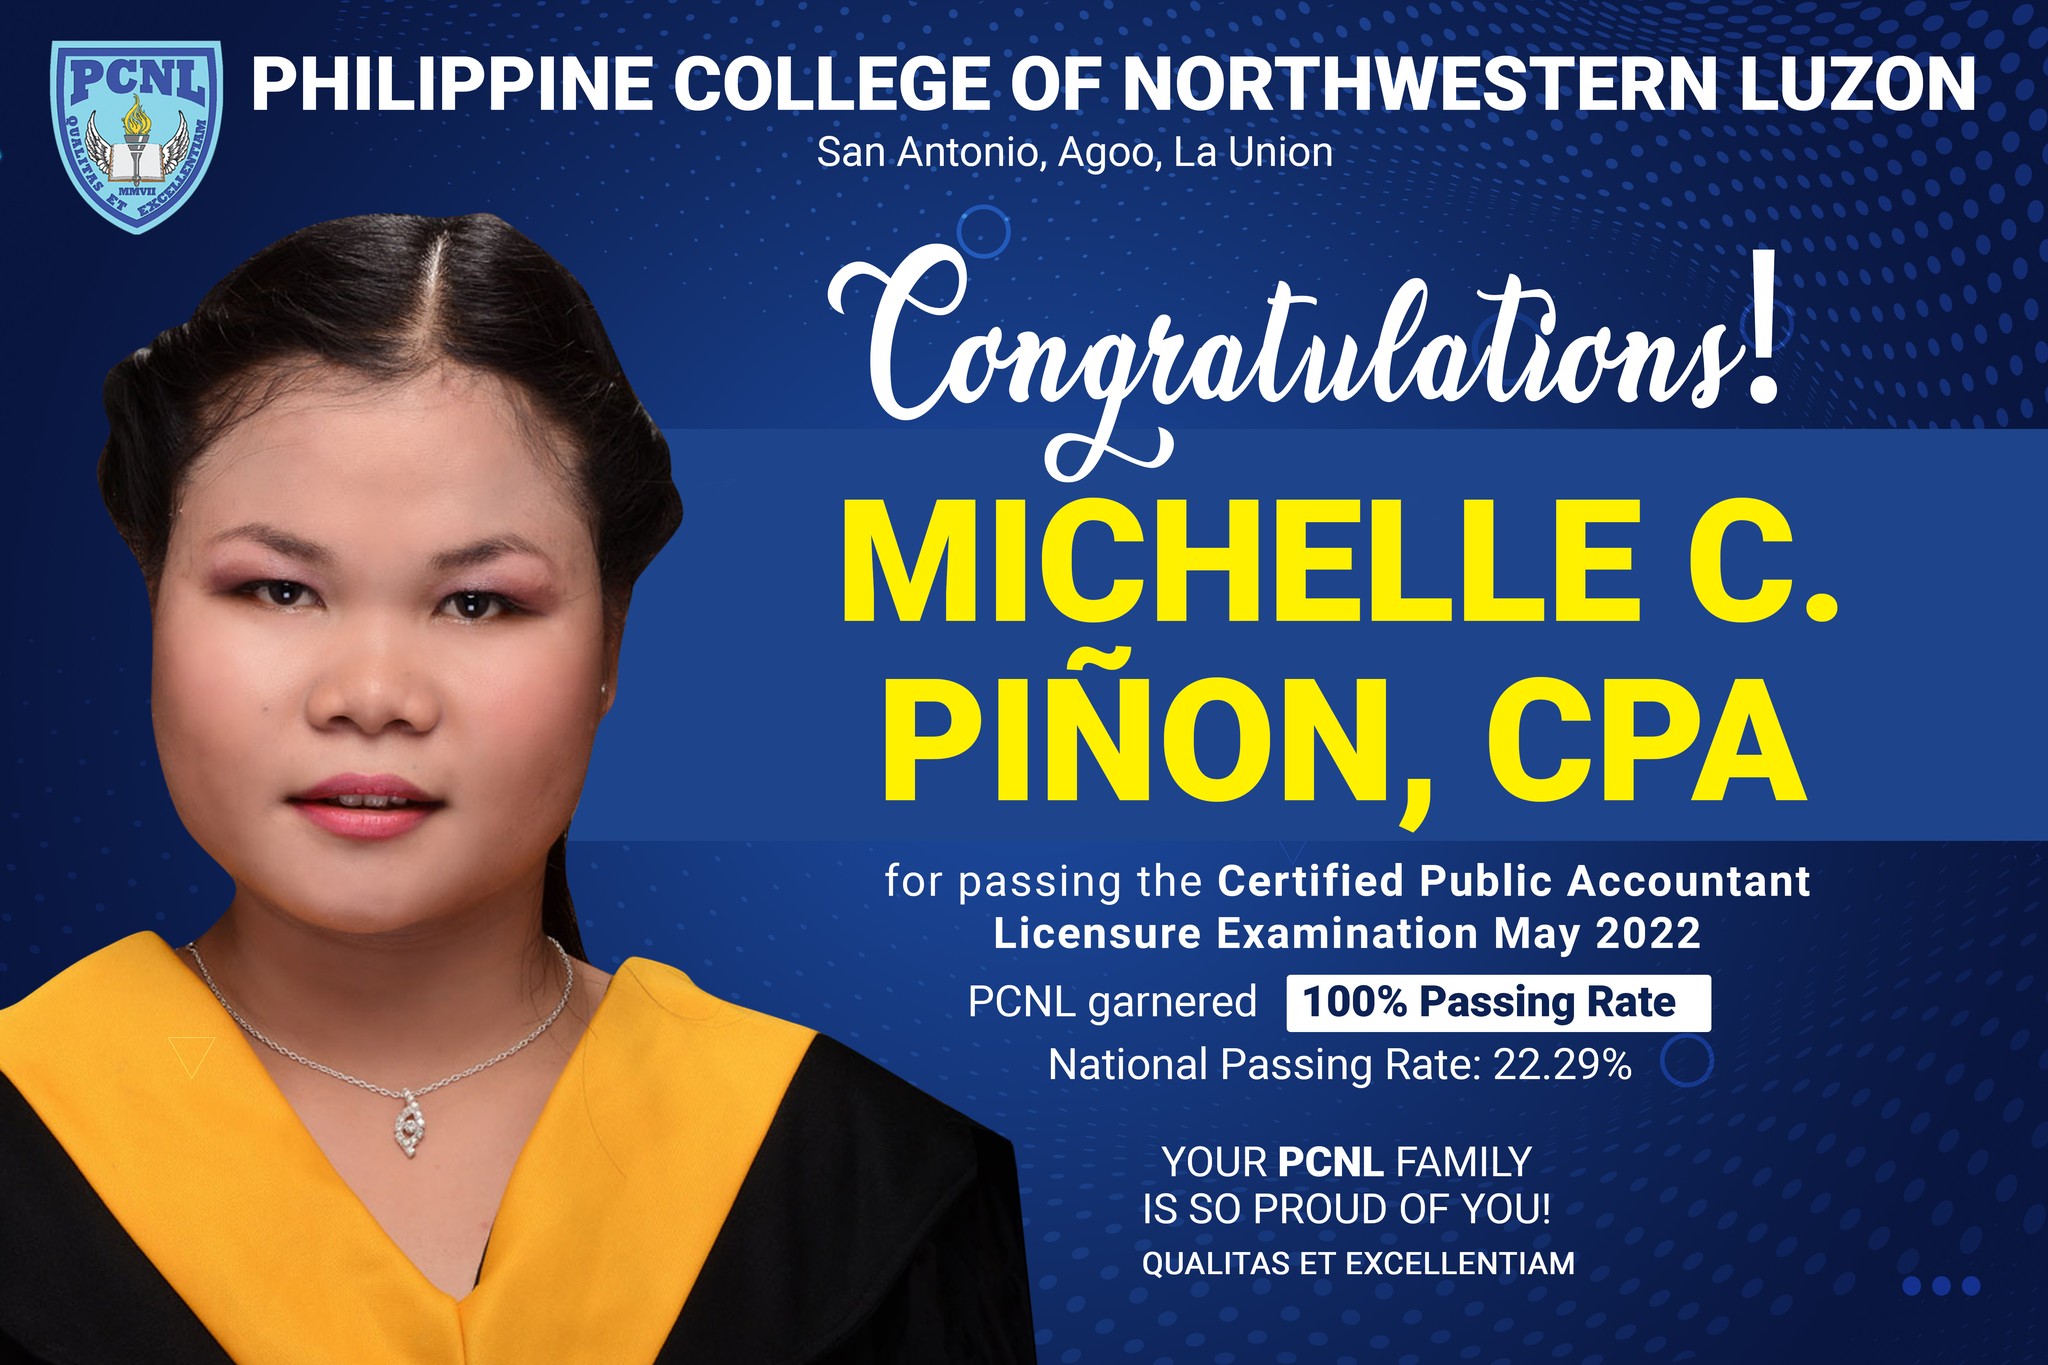 PCNL
QUALITAS ET EXCELLENTIAM
MMVII
PHILIPPINE COLLEGE OF NORTHWESTERN LUZON
San Antonio, Agoo, La Union
Congratulations!
MICHELLE C.
PIÑON, CPA
for passing the Certified Public Accountant
Licensure Examination May 2022
PCNL garnered 100% Passing Rate
National Passing Rate: 22.29%
YOUR PCNL FAMILY
IS SO PROUD OF YOU!
QUALITAS ET EXCELLENTIAM